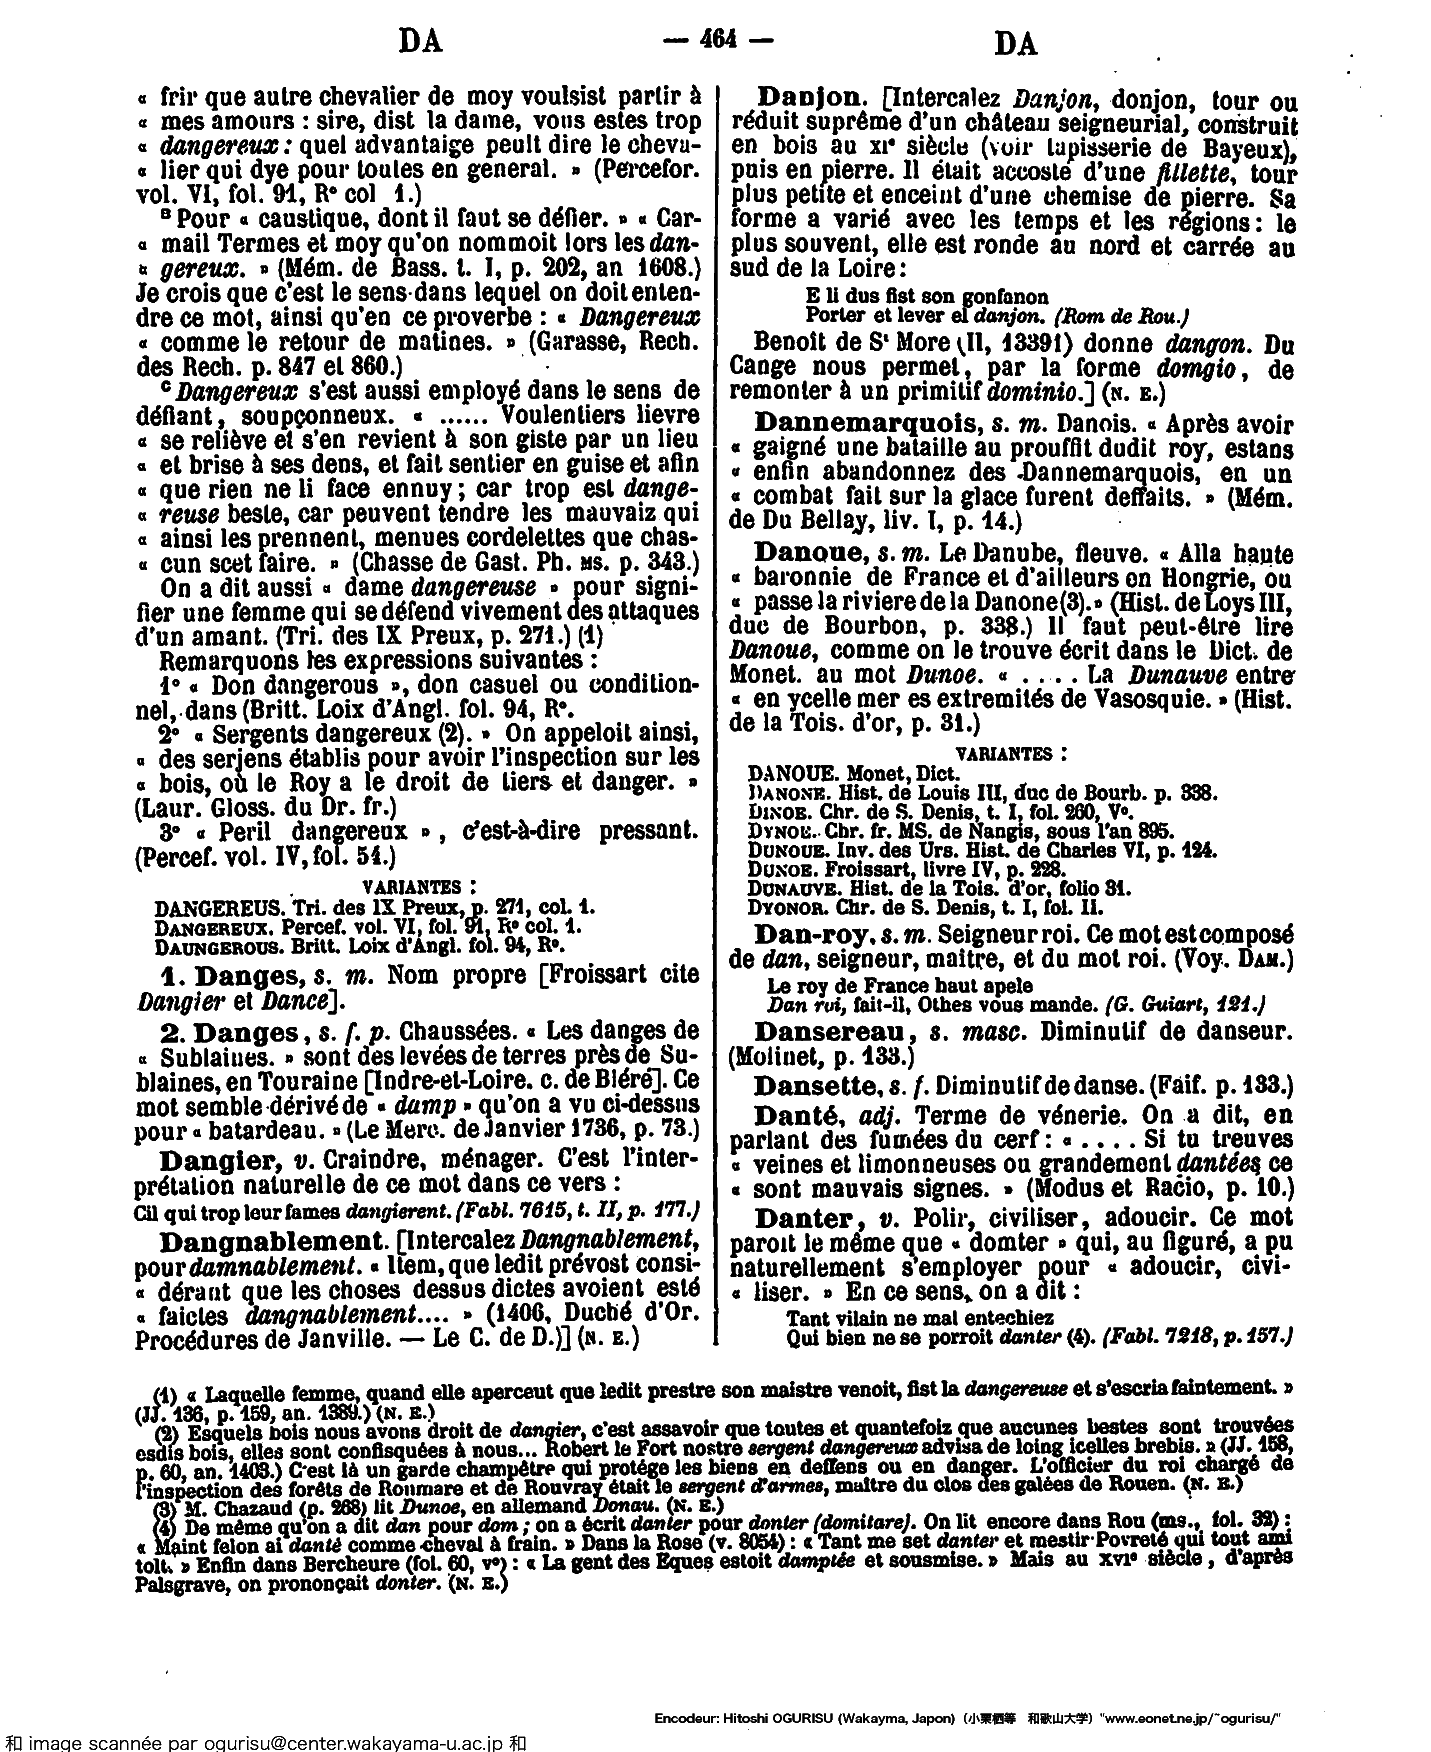 DA — 464 — DA
« frir que autre chevalier de moy voulsist partir à
« mes amours : sire, dist la dame, vous estes trop
« dangereux : quel advantaige peult dire le cheva-
« lier qui dye pour toutes en general. » (Percefor.
vol. VI, fol. 91, R° col 1.)
B Pour « caustique, dont il faut se défier. » « Car-
« mail Termes et moy qu'on nommoit lors les dan-
« gereux. » (Mém. de Bass. t. I, p. 202, an 1608.)
Je crois que c'est le sens dans lequel on doit enten-
dre ce mot, ainsi qu'en ce proverbe : « Dangereux
« comme le retour de matines. » (Garasse, Rech.
des Rech. p. 847 et 860.)
C Dangereux s'est aussi employé dans le sens de
défiant, soupçonneux. « ...... Voulentiers lievre
« se reliève et s'en revient à son giste par un lieu
« et brise à ses dens, et fait sentier en guise et afin
« que rien ne li face ennuy ; car trop est dange-
« reuse beste, car peuvent tendre les mauvaiz qui
« ainsi les prennent, menues cordelettes que chas-
« cun scet faire. » (Chasse de Gast. Ph. MS. p. 343.)
On a dit aussi « dame dangereuse » pour signi-
fier une femme qui se défend vivement des attaques
d'un amant. (Tri. des IX Preux, p. 271.) (1)
Remarquons les expressions suivantes :
1° « Don dangerous », don casuel ou condition-
nel, dans (Britt. Loix d'Angl. fol. 94, R°.
2° « Sergents dangereux (2). » On appeloit ainsi,
« des serjens établis pour avoir l'inspection sur les
« bois, où le Roy a le droit de tiers et danger. »
(Laur. Gloss. du Dr. fr.)
3° « Peril dangereux », c'est-à-dire pressant.
(Percef. vol. IV, fol. 51.)
VARIANTES :
DANGEREUS. Tri. des IX Preux, p. 271, col. 1.
DANGEREUX. Percef. vol. VI, fol. 91, R° col. 1.
DAUNGEROUS. Britt. Loix d'Angl. fol. 94, R°.
1. Danges, s. m. Nom propre [Froissart cite
Dangier et Dance].
2. Danges, s. f. p. Chaussées. « Les danges de
« Sublaines. » sont des levées de terres près de Su-
blaines, en Touraine [Indre-et-Loire. c. de Bléré]. Ce
mot semble dérivé de « damp » qu'on a vu ci-dessus
pour « batardeau. » (Le Merc. de Janvier 1736, p. 73.)
Dangier, v. Craindre, ménager. C'est l'inter-
prétation naturelle de ce mot dans ce vers :
Cil qui trop leur fames dangierent. (Fabl. 7615, t. II, p. 177.)
Dangnablement. [Intercalez Dangnablement,
pour damnablement. « Item, que ledit prévost consi-
« dérant que les choses dessus dictes avoient esté
« faictes dangnablement.... » (1406, Duché d'Or.
Procédures de Janville. — Le C. de D.)] (N. E.)
Danjon. [Intercalez Danjon, donjon, tour ou
réduit suprême d'un château seigneurial, construit
en bois au XI° siècle (voir tapisserie de Bayeux),
puis en pierre. Il était accosté d'une fillette, tour
plus petite et enceint d'une chemise de pierre. Sa
forme a varié avec les temps et les régions : le
plus souvent, elle est ronde au nord et carrée au
sud de la Loire :
E li dus fist son gonfanon
Porter et lever el danjon. (Rom de Rou.)
Benoît de St More (II, 13391) donne dangon. Du
Cange nous permet, par la forme domgio, de
remonter à un primitif dominio.] (N. E.)
Dannemarquois, s. m. Danois. « Après avoir
« gaigné une bataille au prouffit dudit roy, estans
« enfin abandonnez des Dannemarquois, en un
« combat fait sur la glace furent deffaits. » (Mém.
de Du Bellay, liv. I, p. 14.)
Danoue, s. m. Le Danube, fleuve. « Alla haute
« baronnie de France et d'ailleurs en Hongrie, ou
« passe la riviere de la Danone (3). » (Hist. de Loys III,
duc de Bourbon, p. 338.) Il faut peut-être lire
Danoue, comme on le trouve écrit dans le Dict. de
Monet. au mot Dunoe. « .... La Dunauve entre
« en ycelle mer es extremités de Vasosquie. » (Hist.
de la Tois. d'or, p. 31.)
VARIANTES :
DANOUE. Monet, Dict.
DANONE. Hist. de Louis III, duc de Bourb. p. 338.
DINOE. Chr. de S. Denis, t. I, fol. 260, V°.
DYNOE. Chr. fr. MS. de Nangis, sous l'an 895.
DUNOUE. Inv. des Urs. Hist. de Charles VI, p. 124.
DUNOE. Froissart, livre IV, p. 228.
DUNAUVE. Hist. de la Tois. d'or, folio 31.
DYONOR. Chr. de S. Denis, t. I, fol. II.
Dan-roy, s. m. Seigneur roi. Ce mot est composé
de dan, seigneur, maître, et du mot roi. (Voy. DAM.)
Le roy de France haut apele
Dan roi, fait-il, Othes vous mande. (G. Guiart, 121.)
Dansereau, s. masc. Diminutif de danseur.
(Molinet, p. 133.)
Dansette, s. f. Diminutif de danse. (Faif. p. 133.)
Danté, adj. Terme de vénerie. On a dit, en
parlant des fumées du cerf : « .... Si tu treuves
« veines et limonneuses ou grandement dantées ce
« sont mauvais signes. » (Modus et Racio, p. 10.)
Danter, v. Polir, civiliser, adoucir. Ce mot
paroit le même que « domter » qui, au figuré, a pu
naturellement s'employer pour « adoucir, civi-
« liser. » En ce sens, on a dit :
Tant vilain ne mal entechiez
Qui bien ne se porroit danter (4). (Fabl. 7218, p. 157.)
(1) « Laquelle femme, quand elle aperceut que ledit prestre son maistre venoit, fist la dangereuse et s'escria faintement. »
(JJ. 136, p. 159, an. 1389.) (N. E.)
(2) Esquels bois nous avons droit de dangier, c'est assavoir que toutes et quantefoiz que aucunes bestes sont trouvées
esdis bois, elles sont confisquées à nous... Robert le Fort nostre sergent dangereux advisa de loing icelles brebis. » (JJ. 158,
p. 60, an. 1403.) C'est là un garde champêtre qui protége les biens en deffens ou en danger. L'officier du roi chargé de
l'inspection des forêts de Roumare et de Rouvray était le sergent d'armes, maître du clos des galées de Rouen. (N. E.)
(3) M. Chazaud (p. 268) lit Dunoe, en allemand Donau. (N. E.)
(4) De même qu'on a dit dan pour dom ; on a écrit danter pour donter (domitare). On lit encore dans Rou (ms., fol. 32) :
« Maint felon ai danté comme cheval à frain. » Dans la Rose (v. 8054) : « Tant me set danter et mestir Povreté qui tout ami
tolt. » Enfin dans Bercheure (fol. 60, v°) : « La gent des Eques estoit damptée et sousmise. » Mais au XVI° siècle, d'après
Palsgrave, on prononçait donter. (N. E.)
Encodeur: Hitoshi OGURISU (Wakayma, Japon) (小栗栖等 和歌山大学) "www.eonet.ne.jp/~ogurisu/"
和 image scannée par ogurisu@center.wakayama-u.ac.jp 和